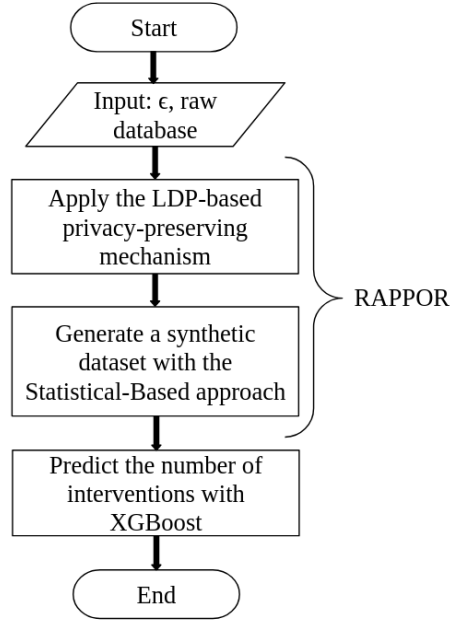 Start
Input: ϵ, raw
database
Apply the LDP-based
privacy-preserving
mechanism
RAPPOR
Generate a synthetic
dataset with the
Statistical-Based approach
Predict the number of
interventions with
XGBoost
End